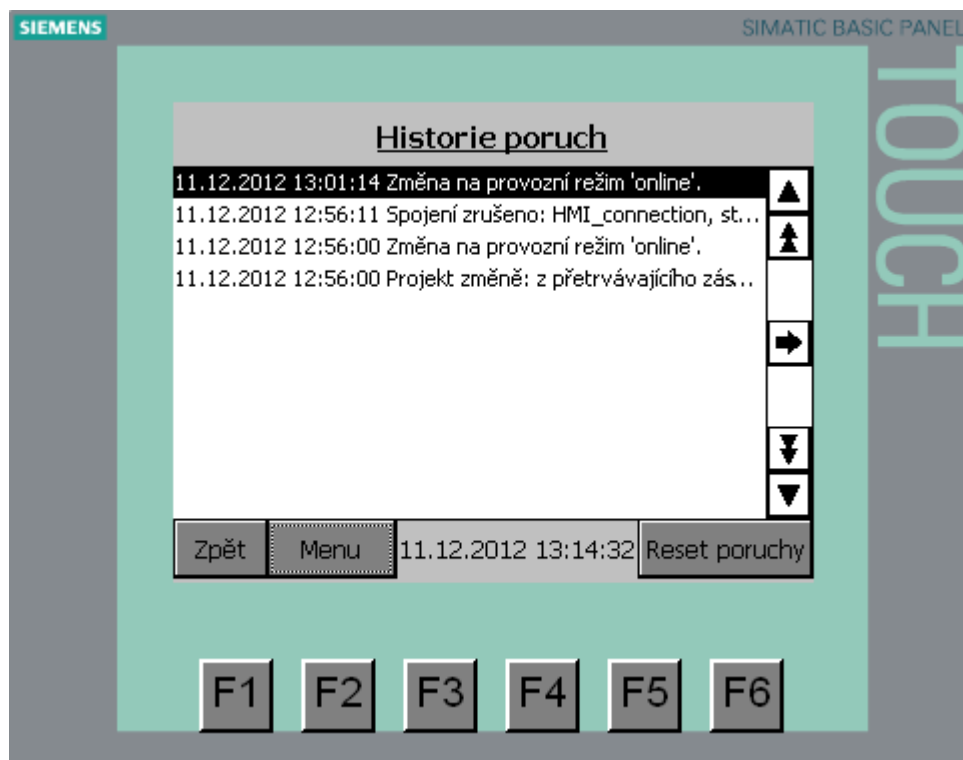 SIEMENS
SIMATIC BASIC PANEL
TOUCH
Historie poruch
11.12.2012 13:01:14 Změna na provozní režim 'online'.
11.12.2012 12:56:11 Spojení zrušeno: HMI_connection, st...
11.12.2012 12:56:00 Změna na provozní režim 'online'.
11.12.2012 12:56:00 Projekt změně: z přetrvávajícího zás...
Zpět Menu 11.12.2012 13:14:32 Reset poruchy
F1 F2 F3 F4 F5 F6